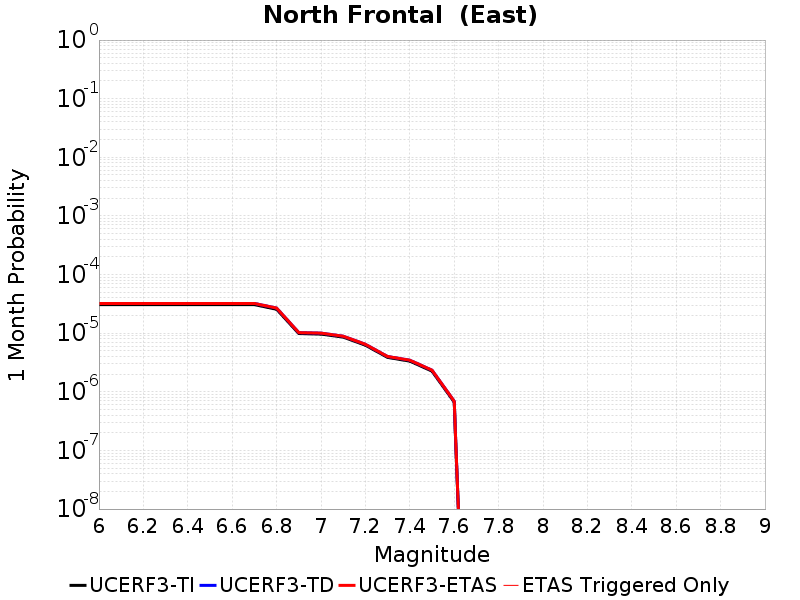 North Frontal  (East)
1 Month Probability
10^0
10^-1
10^-2
10^-3
10^-4
10^-5
10^-6
10^-7
10^-8
6 6.2 6.4 6.6 6.8 7 7.2 7.4 7.6 7.8 8 8.2 8.4 8.6 8.8 9
Magnitude
UCERF3-TI UCERF3-TD UCERF3-ETAS ETAS Triggered Only